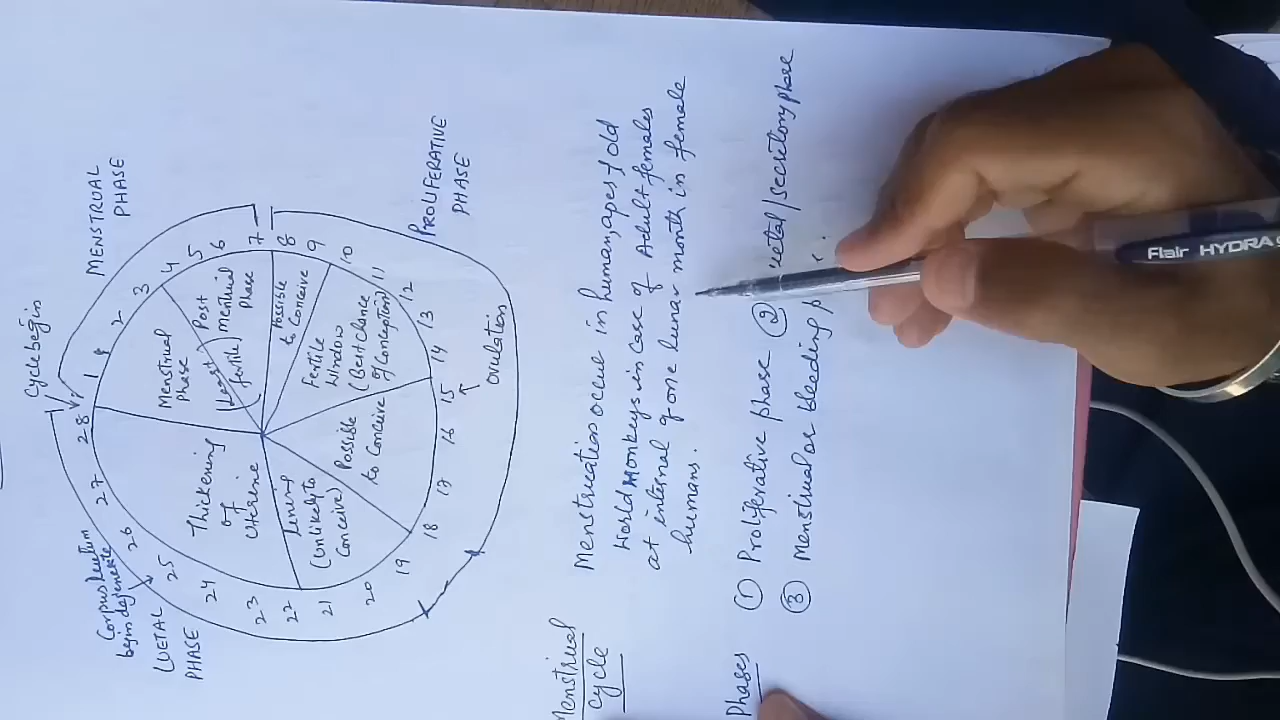 Cycle begin
MENSTRUAL
PHASE
1
2
3
4
5
6
7
8
9
10
11
12
13
14
15
16
17
18
19
20
21
22
23
24
25
26
27
28
Menstrual
Phase
Post
menstrual
Phase
(Least
fertile)
Possible
to Conceive
Fertile
Window
(Best chance
of Conception)
Possible
to Conceive
Thickening
of
Uterine
Lining
(Unlikely to
Conceive)
PROLIFERATIVE
PHASE
Ovulation
Corpus leuteum
begin degenerate
LUETAL
PHASE
Menstrual
Cycle
Menstruation occur in human, apes & old
World Monkeys in case of Adult females
at interval of one lunar month in female
humans.
Phases
① Proliferative phase ② uetal/secretory phase
③ Menstrual or bleeding p
Flair HYDRA